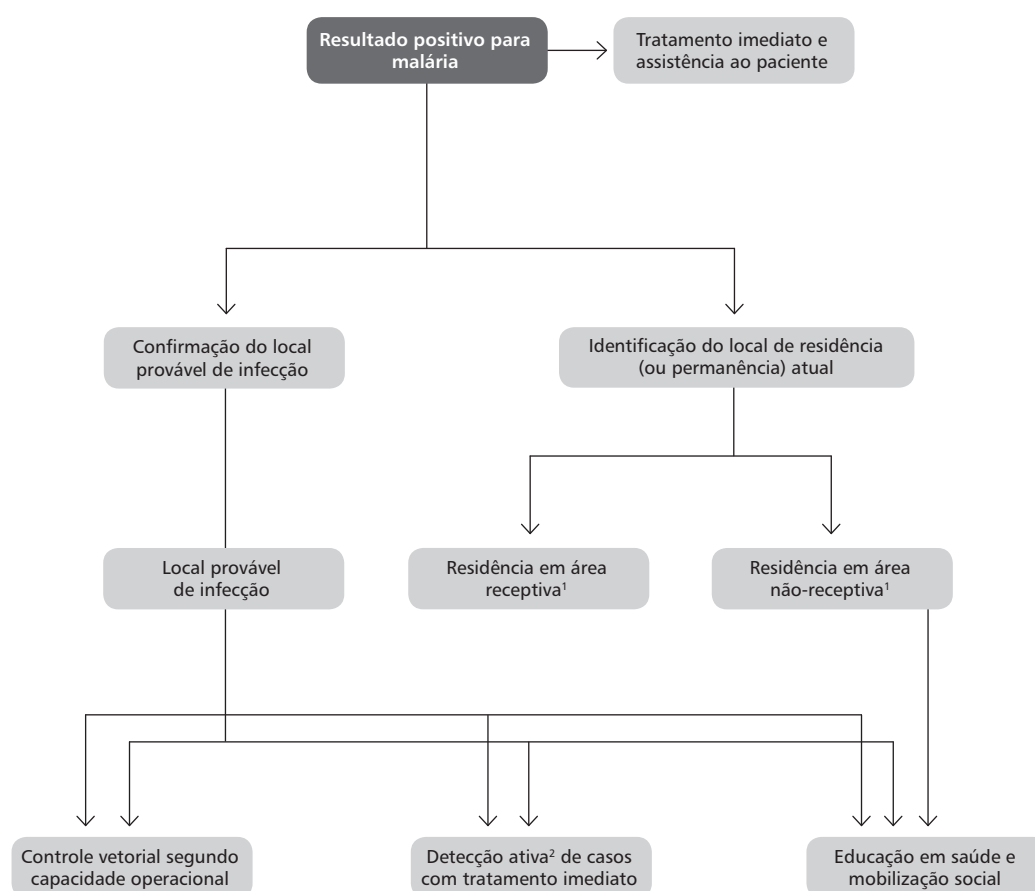 Resultado positivo para
malária
Tratamento imediato e
assistência ao paciente
Confirmação do local
provável de infecção
Identificação do local de residência
(ou permanência) atual
Local provável
de infecção
Residência em área
receptiva¹
Residência em área
não-receptiva¹
Controle vetorial segundo
capacidade operacional
Detecção ativa² de casos
com tratamento imediato
Educação em saúde e
mobilização social